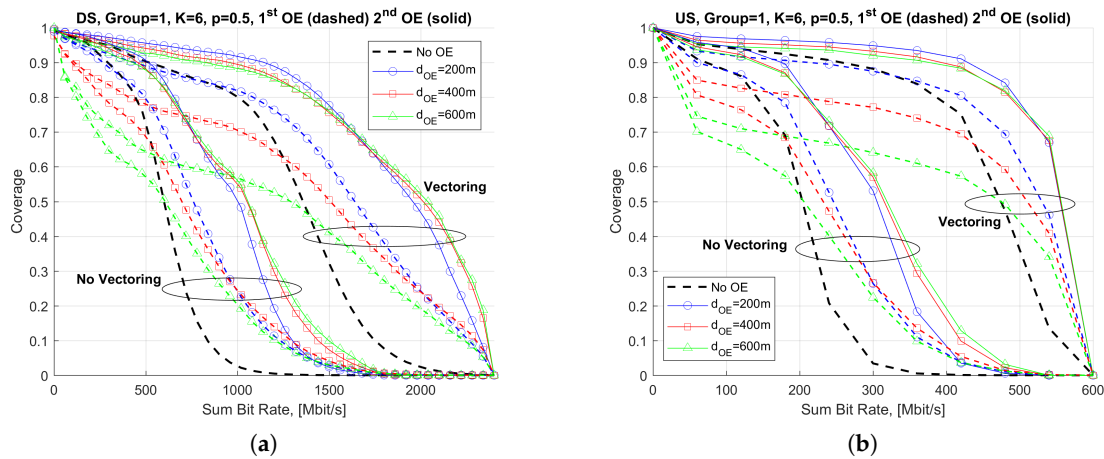 DS, Group=1, K=6, p=0.5, 1st OE (dashed) 2nd OE (solid)
1
0.9
0.8
0.7
0.6
0.5
0.4
0.3
0.2
0.1
0
Coverage
No OE
dOE=200m
dOE=400m
dOE=600m
Vectoring
No Vectoring
0
500
1000
1500
2000
Sum Bit Rate, [Mbit/s]
(a)
US, Group=1, K=6, p=0.5, 1st OE (dashed) 2nd OE (solid)
1
0.9
0.8
0.7
0.6
0.5
0.4
0.3
0.2
0.1
0
Coverage
Vectoring
No Vectoring
No OE
dOE=200m
dOE=400m
dOE=600m
0
100
200
300
400
500
600
Sum Bit Rate, [Mbit/s]
(b)